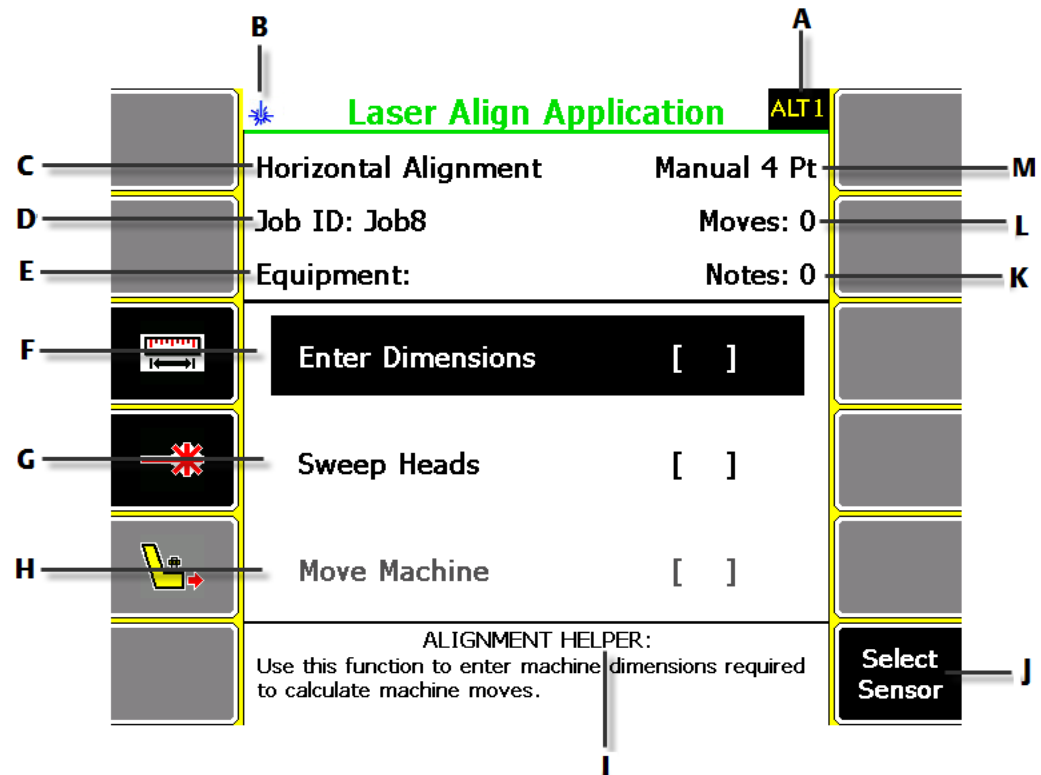 B A
Laser Align Application ALT1
C Horizontal Alignment Manual 4 Pt M
D Job ID: Job8 Moves: 0 L
E Equipment: Notes: 0 K
F Enter Dimensions [ ]
G Sweep Heads [ ]
H Move Machine [ ]
ALIGNMENT HELPER:
Use this function to enter machine dimensions required
to calculate machine moves.
Select
Sensor
J
I